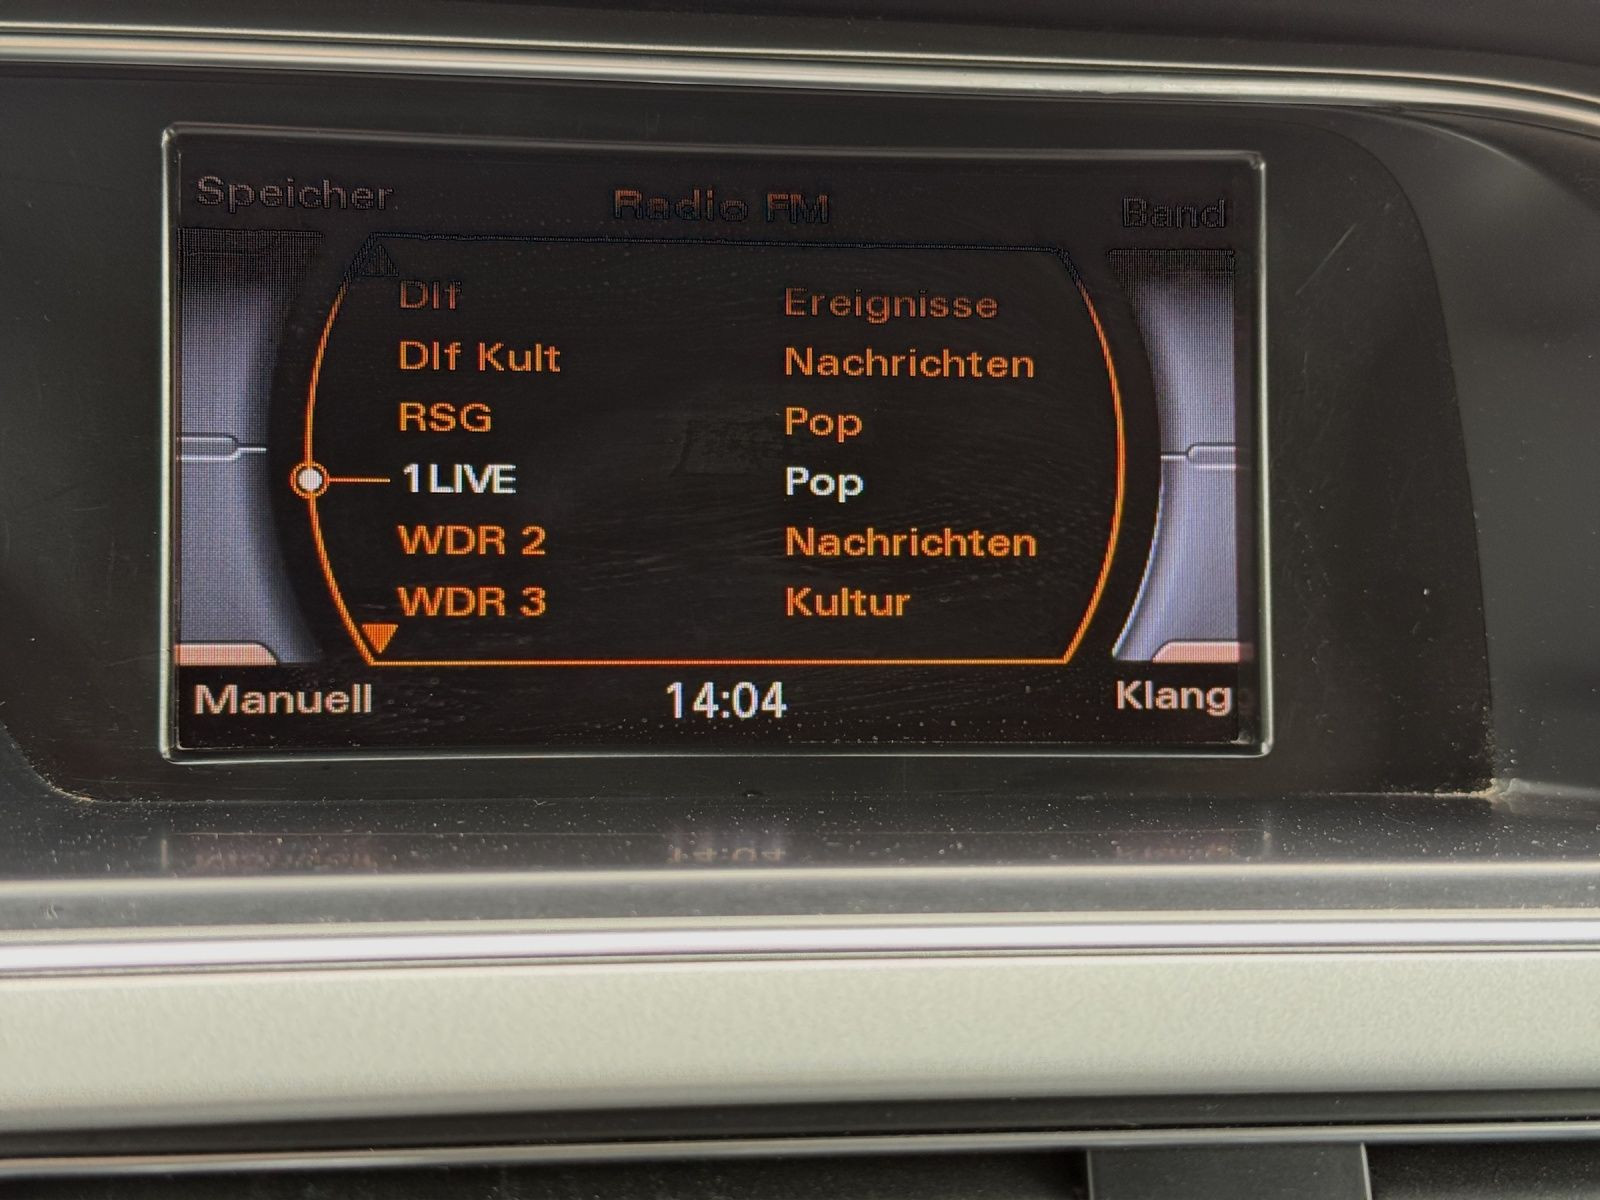 Speicher Radio FM Band
Dlf Ereignisse
Dlf Kult Nachrichten
RSG Pop
1LIVE Pop
WDR 2 Nachrichten
WDR 3 Kultur
Manuell 14:04 Klang